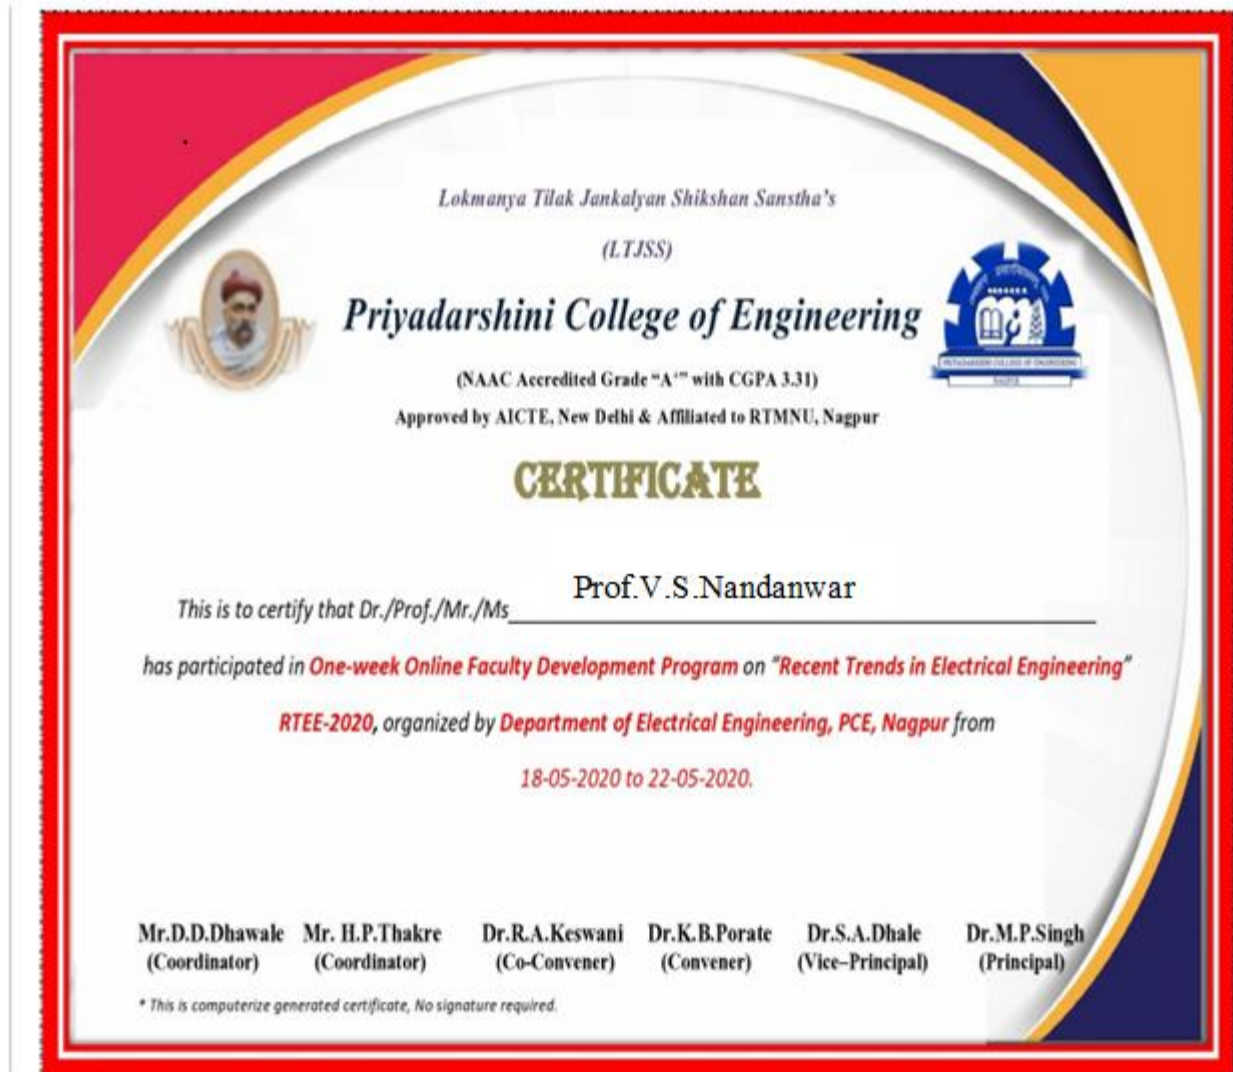 Lokmanya Tilak Jankalyan Shikshan Sanstha's
(LTJSS)
Priyadarshini College of Engineering
PRIYADARSHINI COLLEGE OF ENGINEERING
NAGPUR
(NAAC Accredited Grade “A+” with CGPA 3.31)
Approved by AICTE, New Delhi & Affiliated to RTMNU, Nagpur
CERTIFICATE
This is to certify that Dr./Prof./Mr./Ms Prof.V.S.Nandanwar
has participated in One-week Online Faculty Development Program on “Recent Trends in Electrical Engineering”
RTEE-2020, organized by Department of Electrical Engineering, PCE, Nagpur from
18-05-2020 to 22-05-2020.
Mr.D.D.Dhawale Mr. H.P.Thakre Dr.R.A.Keswani Dr.K.B.Porate Dr.S.A.Dhale Dr.M.P.Singh
(Coordinator) (Coordinator) (Co-Convener) (Convener) (Vice–Principal) (Principal)
* This is computerize generated certificate, No signature required.